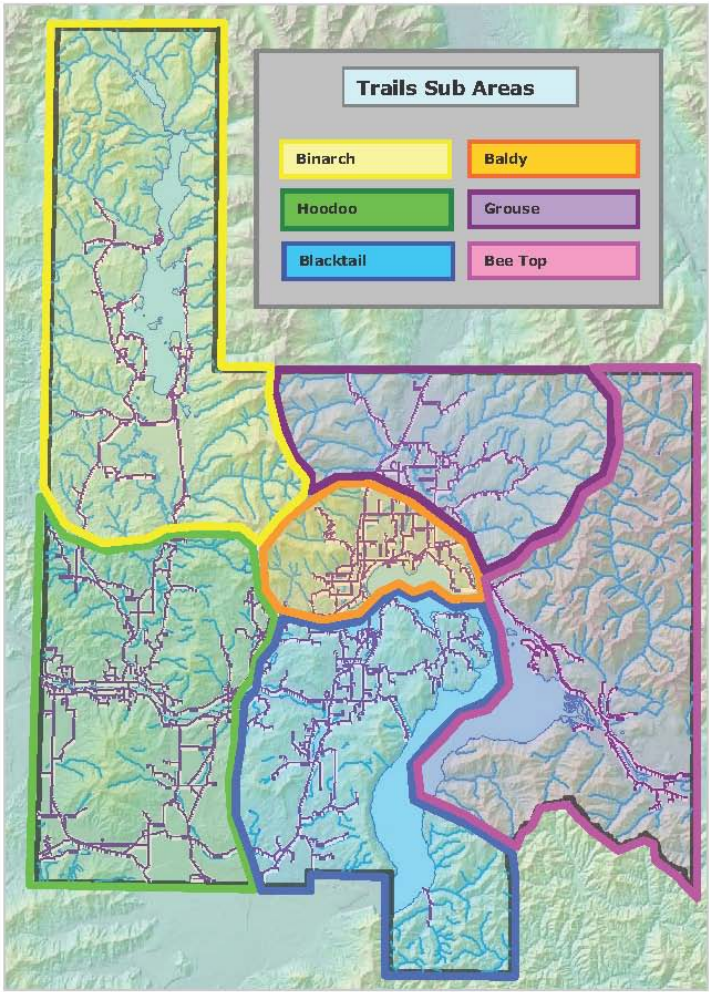 Trails Sub Areas
Binarch
Baldy
Hoodoo
Grouse
Blacktail
Bee Top